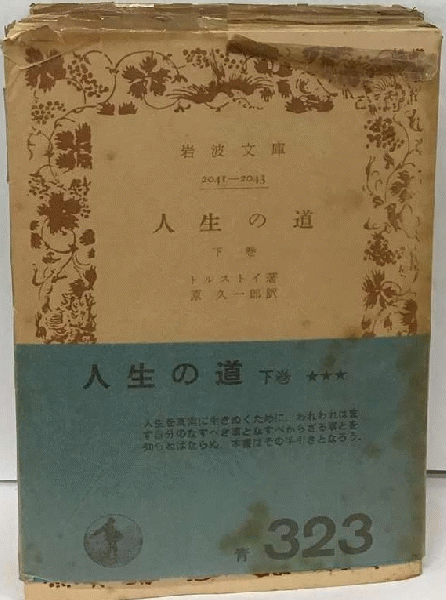 岩波文庫
2041—2043
人生の道
下巻
トルストイ著
原久一郎訳
人生の道 下巻 ★★★
人生を真実に生きぬくために、われわれはま
ず自分のなすべき事となすべからざる事とを
知らねばならぬ。本書はその手引きとなろう。
青 323